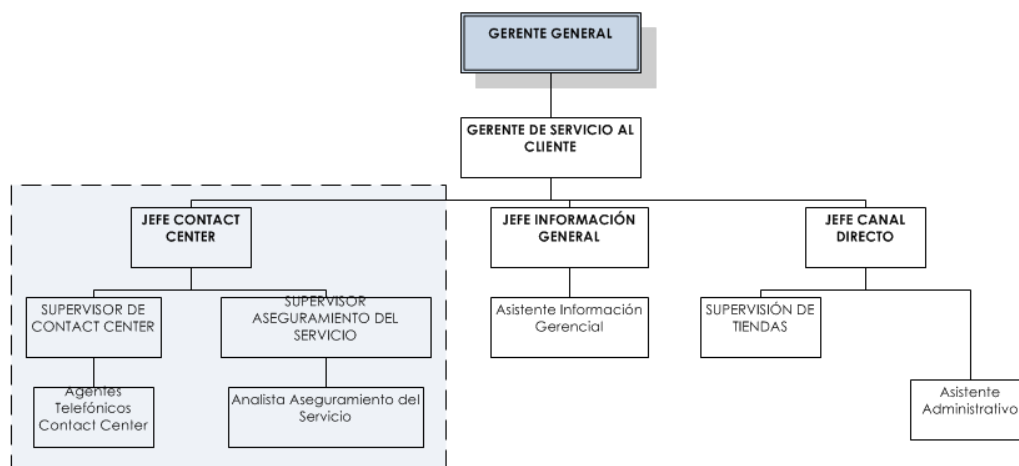 GERENTE GENERAL
GERENTE DE SERVICIO AL
CLIENTE
JEFE CONTACT
CENTER
JEFE INFORMACIÓN
GENERAL
JEFE CANAL
DIRECTO
SUPERVISOR DE
CONTACT CENTER
SUPERVISOR
ASEGURAMIENTO DEL
SERVICIO
Asistente Información
Gerencial
SUPERVISIÓN DE
TIENDAS
Agentes
Telefónicos
Contact Center
Analista Aseguramiento del
Servicio
Asistente
Administrativo